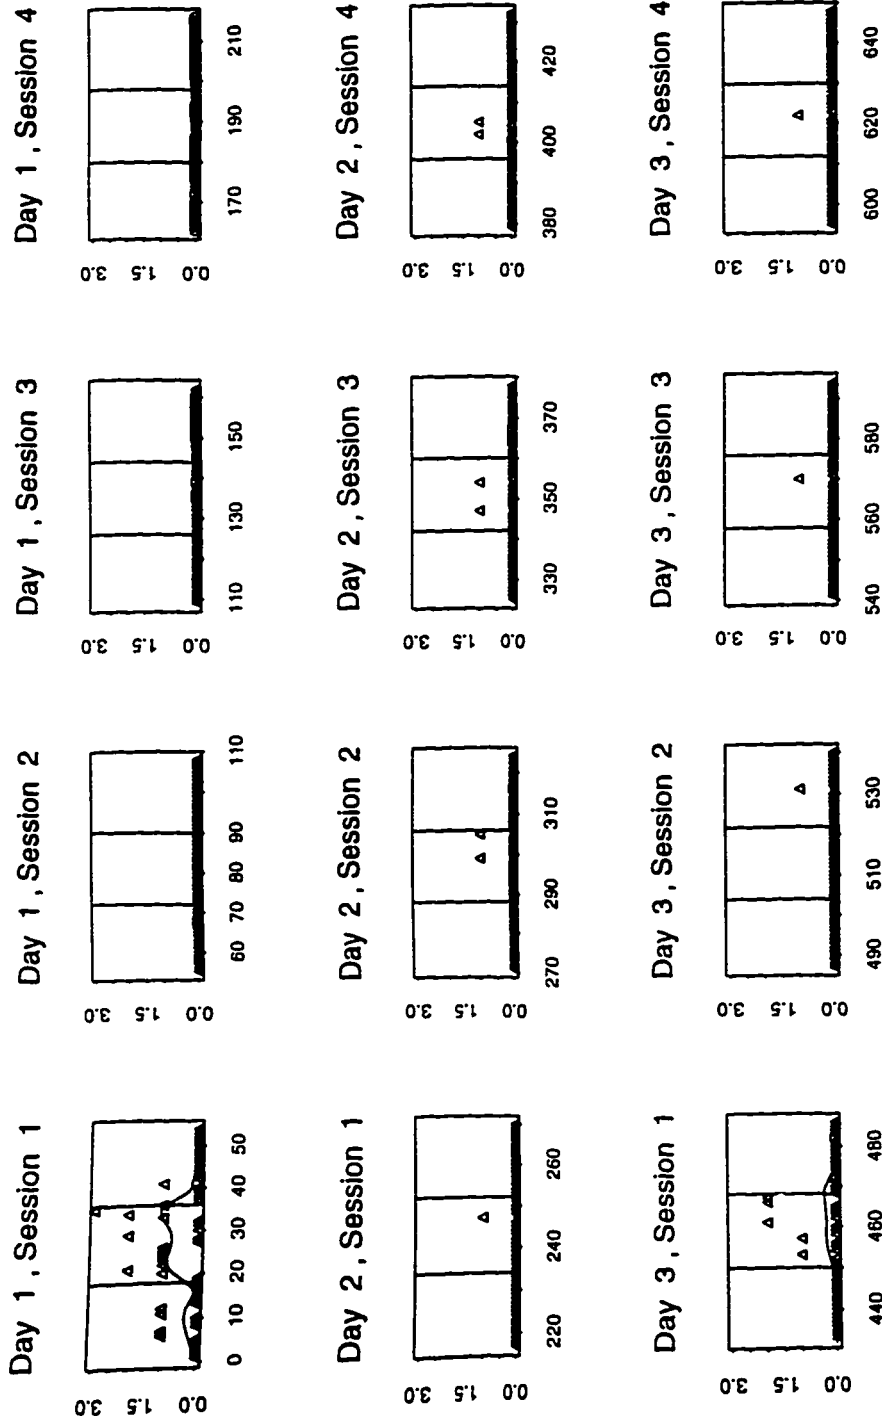 Day 1 , Session 1
Day 1 , Session 2
Day 1 , Session 3
Day 1 , Session 4
3.0 1.5 0.0
3.0 1.5 0.0
3.0 1.5 0.0
3.0 1.5 0.0
0 10 20 30 40 50
60 70 80 90 110
110 130 150
170 190 210
Day 2 , Session 1
Day 2 , Session 2
Day 2 , Session 3
Day 2 , Session 4
3.0 1.5 0.0
3.0 1.5 0.0
3.0 1.5 0.0
3.0 1.5 0.0
220 240 260
270 290 310
330 350 370
380 400 420
Day 3 , Session 1
Day 3 , Session 2
Day 3 , Session 3
Day 3 , Session 4
3.0 1.5 0.0
3.0 1.5 0.0
3.0 1.5 0.0
3.0 1.5 0.0
440 460 480
490 510 530
540 560 580
600 620 640